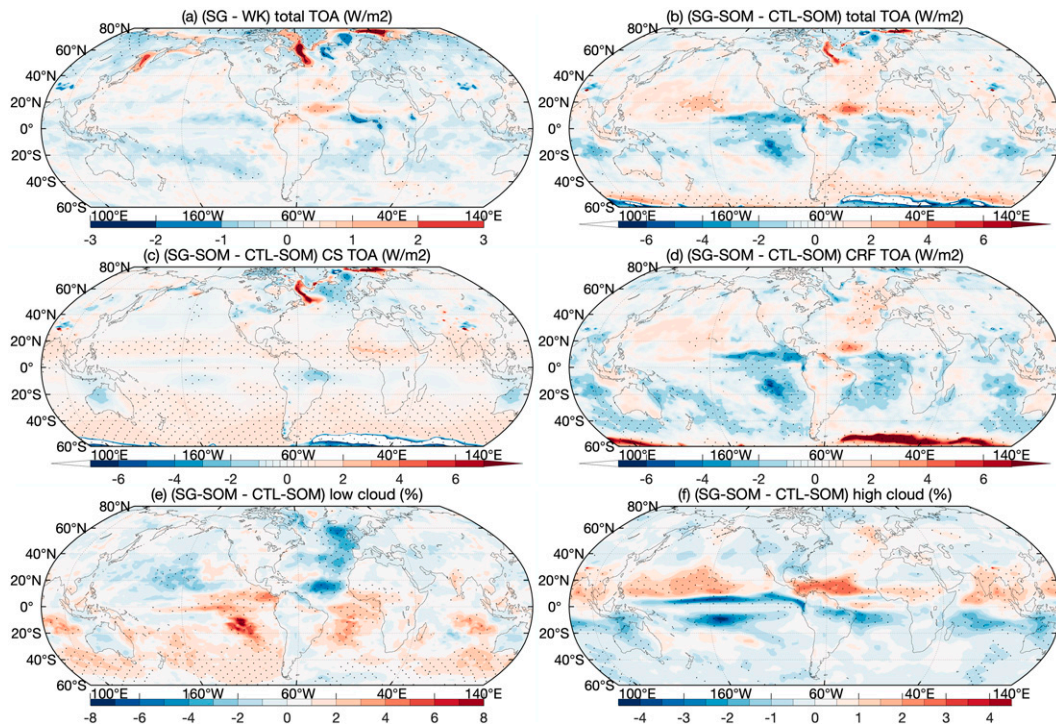 (a) (SG - WK) total TOA (W/m2)
80°N
60°N
40°N
20°N
0°
20°S
40°S
60°S
100°E 160°W 60°W 40°E 140°E
-3 -2 -1 0 1 2 3
(b) (SG-SOM - CTL-SOM) total TOA (W/m2)
80°N
60°N
40°N
20°N
0°
20°S
40°S
60°S
100°E 160°W 60°W 40°E 140°E
-6 -4 -2 0 2 4 6
(c) (SG-SOM - CTL-SOM) CS TOA (W/m2)
80°N
60°N
40°N
20°N
0°
20°S
40°S
60°S
100°E 160°W 60°W 40°E 140°E
-6 -4 -2 0 2 4 6
(d) (SG-SOM - CTL-SOM) CRF TOA (W/m2)
80°N
60°N
40°N
20°N
0°
20°S
40°S
60°S
100°E 160°W 60°W 40°E 140°E
-6 -4 -2 0 2 4 6
(e) (SG-SOM - CTL-SOM) low cloud (%)
80°N
60°N
40°N
20°N
0°
20°S
40°S
60°S
100°E 160°W 60°W 40°E 140°E
-8 -6 -4 -2 0 2 4 6 8
(f) (SG-SOM - CTL-SOM) high cloud (%)
80°N
60°N
40°N
20°N
0°
20°S
40°S
60°S
100°E 160°W 60°W 40°E 140°E
-4 -3 -2 -1 0 1 2 3 4